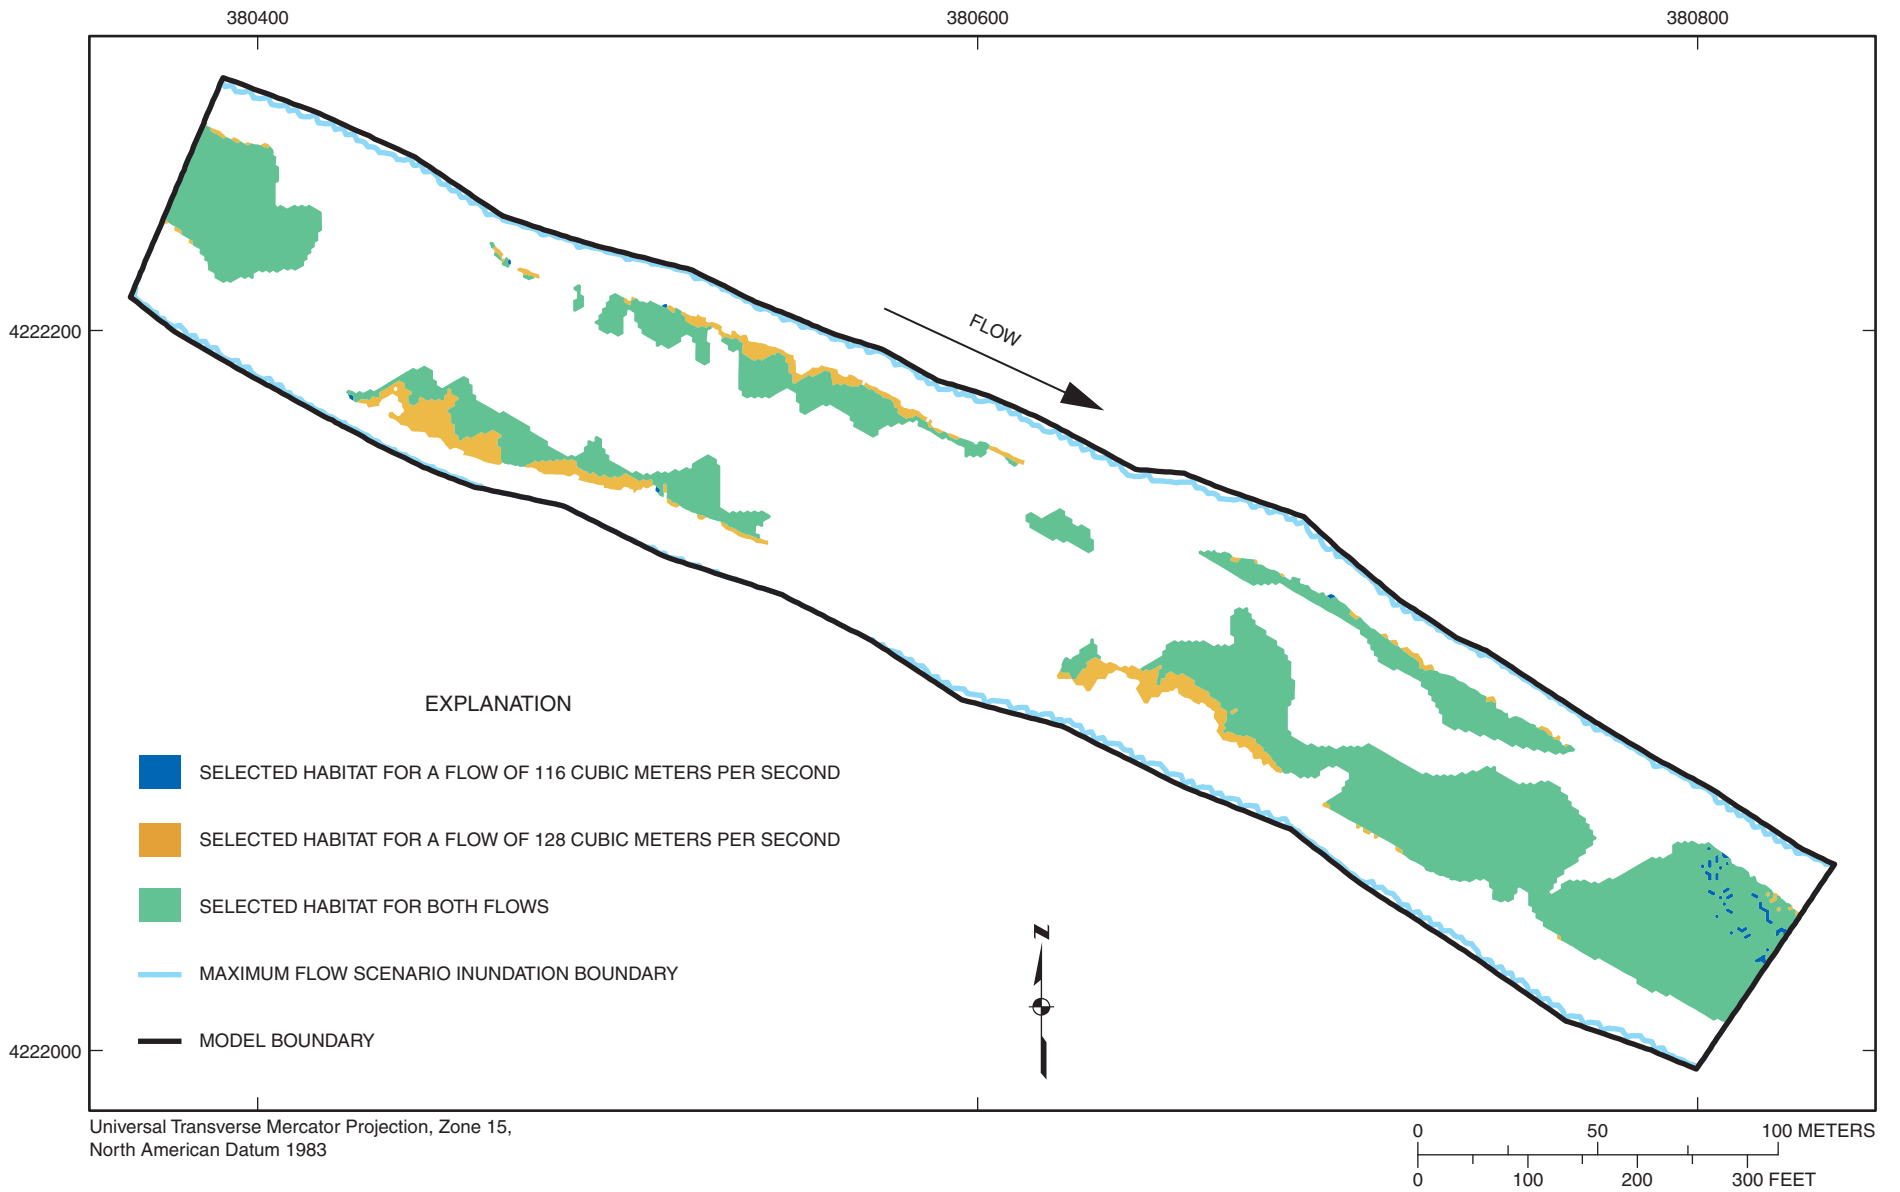 380400
380600
380800
4222200
FLOW
EXPLANATION
SELECTED HABITAT FOR A FLOW OF 116 CUBIC METERS PER SECOND
SELECTED HABITAT FOR A FLOW OF 128 CUBIC METERS PER SECOND
SELECTED HABITAT FOR BOTH FLOWS
MAXIMUM FLOW SCENARIO INUNDATION BOUNDARY
MODEL BOUNDARY
N
4222000
Universal Transverse Mercator Projection, Zone 15,
North American Datum 1983
0 50 100 METERS
0 100 200 300 FEET